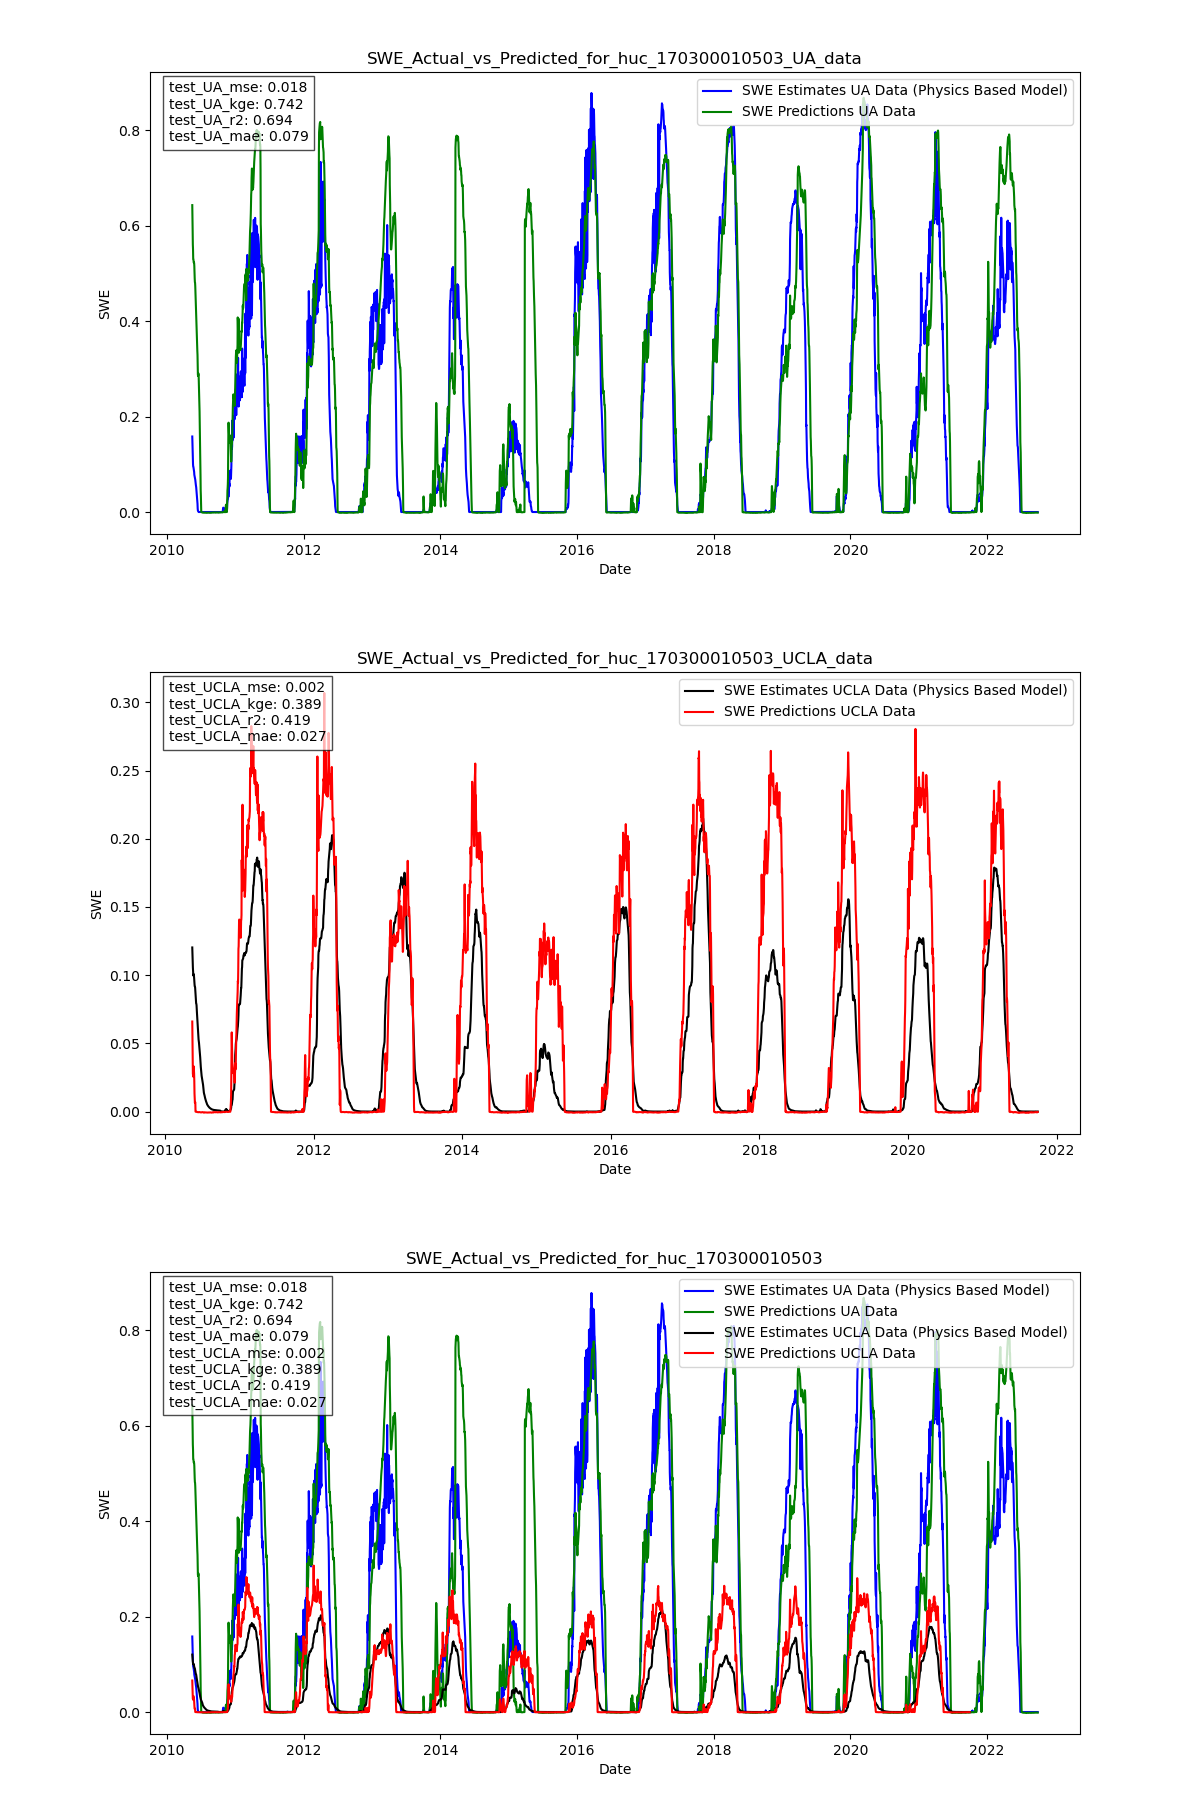 SWE_Actual_vs_Predicted_for_huc_170300010503_UA_data
test_UA_mse: 0.018
test_UA_kge: 0.742
test_UA_r2: 0.694
test_UA_mae: 0.079
SWE Estimates UA Data (Physics Based Model)
SWE Predictions UA Data
0.8
0.6
0.4
0.2
0.0
SWE
2010 2012 2014 2016 2018 2020 2022
Date
SWE_Actual_vs_Predicted_for_huc_170300010503_UCLA_data
test_UCLA_mse: 0.002
test_UCLA_kge: 0.389
test_UCLA_r2: 0.419
test_UCLA_mae: 0.027
SWE Estimates UCLA Data (Physics Based Model)
SWE Predictions UCLA Data
0.30
0.25
0.20
0.15
0.10
0.05
0.00
SWE
2010 2012 2014 2016 2018 2020 2022
Date
SWE_Actual_vs_Predicted_for_huc_170300010503
test_UA_mse: 0.018
test_UA_kge: 0.742
test_UA_r2: 0.694
test_UA_mae: 0.079
test_UCLA_mse: 0.002
test_UCLA_kge: 0.389
test_UCLA_r2: 0.419
test_UCLA_mae: 0.027
SWE Estimates UA Data (Physics Based Model)
SWE Predictions UA Data
SWE Estimates UCLA Data (Physics Based Model)
SWE Predictions UCLA Data
0.8
0.6
0.4
0.2
0.0
SWE
2010 2012 2014 2016 2018 2020 2022
Date